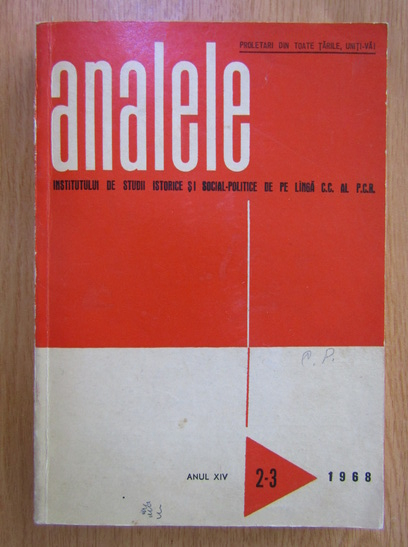 PROLETARI DIN TOATE ȚĂRILE, UNIȚI-VĂ!
analele
INSTITUTULUI DE STUDII ISTORICE ȘI SOCIAL-POLITICE DE PE LÎNGĂ C.C. AL P.C.R.
C. P.
ANUL XIV 2-3 1968